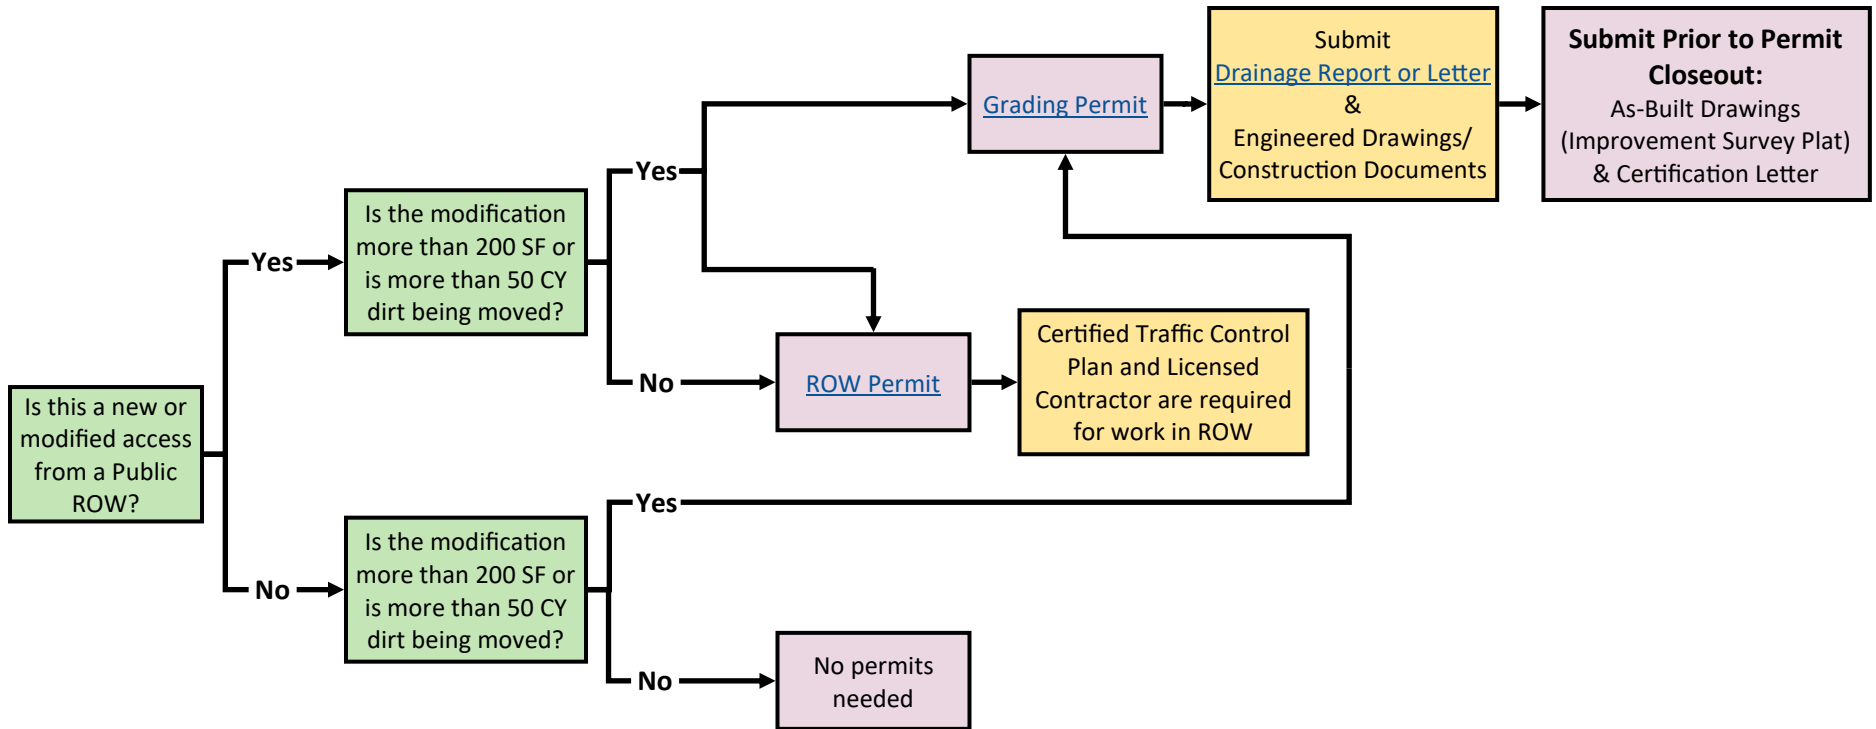 Is this a new or
modified access
from a Public
ROW?
Yes
No
Is the modification
more than 200 SF or
is more than 50 CY
dirt being moved?
Yes
No
Grading Permit
Submit
Drainage Report or Letter
&
Engineered Drawings/
Construction Documents
Submit Prior to Permit
Closeout:
As-Built Drawings
(Improvement Survey Plat)
& Certification Letter
ROW Permit
Certified Traffic Control
Plan and Licensed
Contractor are required
for work in ROW
Is the modification
more than 200 SF or
is more than 50 CY
dirt being moved?
Yes
No
No permits
needed